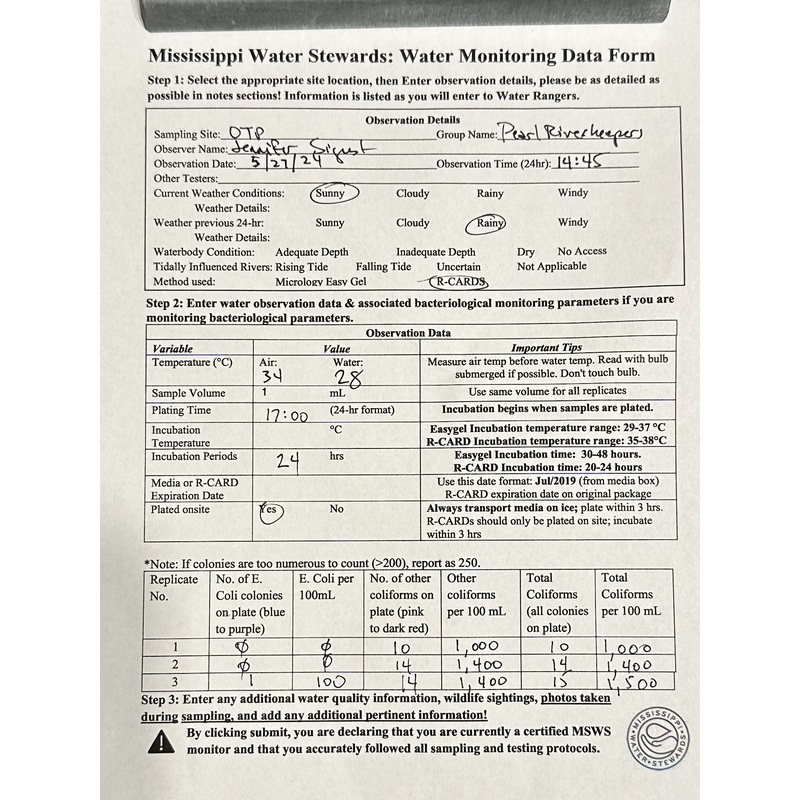 Mississippi Water Stewards: Water Monitoring Data Form
Step 1: Select the appropriate site location, then Enter observation details, please be as detailed as
possible in notes sections! Information is listed as you will enter to Water Rangers.
Observation Details
Sampling Site: OTP Group Name: Pearl Riverkeepers
Observer Name: Jennifer Sigrest
Observation Date: 5/27/24 Observation Time (24hr): 14:45
Other Testers:
Current Weather Conditions: Sunny Cloudy Rainy Windy
Weather Details:
Weather previous 24-hr: Sunny Cloudy Rainy Windy
Weather Details:
Waterbody Condition: Adequate Depth Inadequate Depth Dry No Access
Tidally Influenced Rivers: Rising Tide Falling Tide Uncertain Not Applicable
Method used: Micrology Easy Gel R-CARDS
Step 2: Enter water observation data & associated bacteriological monitoring parameters if you are
monitoring bacteriological parameters.
Observation Data
Variable Value Important Tips
Temperature (°C) Air: 34 Water: 28 Measure air temp before water temp. Read with bulb
submerged if possible. Don't touch bulb.
Sample Volume 1 mL Use same volume for all replicates
Plating Time 17:00 (24-hr format) Incubation begins when samples are plated.
Incubation Temperature °C Easygel Incubation temperature range: 29-37 °C
R-CARD Incubation temperature range: 35-38°C
Incubation Periods 24 hrs Easygel Incubation time: 30-48 hours.
R-CARD Incubation time: 20-24 hours
Media or R-CARD Expiration Date Use this date format: Jul/2019 (from media box)
R-CARD expiration date on original package
Plated onsite Yes No Always transport media on ice; plate within 3 hrs.
R-CARDs should only be plated on site; incubate
within 3 hrs
*Note: If colonies are too numerous to count (>200), report as 250.
Replicate No. of E. E. Coli per No. of other Other Total Total
No. Coli colonies 100mL coliforms on coliforms Coliforms Coliforms
on plate (blue plate (pink per 100 mL (all colonies per 100 mL
to purple) to dark red) on plate)
1 Ø Ø 10 1,000 10 1,000
2 Ø Ø 14 1,400 14 1,400
3 1 100 14 1,400 15 1,500
Step 3: Enter any additional water quality information, wildlife sightings, photos taken
during sampling, and add any additional pertinent information!
By clicking submit, you are declaring that you are currently a certified MSWS
monitor and that you accurately followed all sampling and testing protocols.
MISSISSIPPI WATER STEWARDS